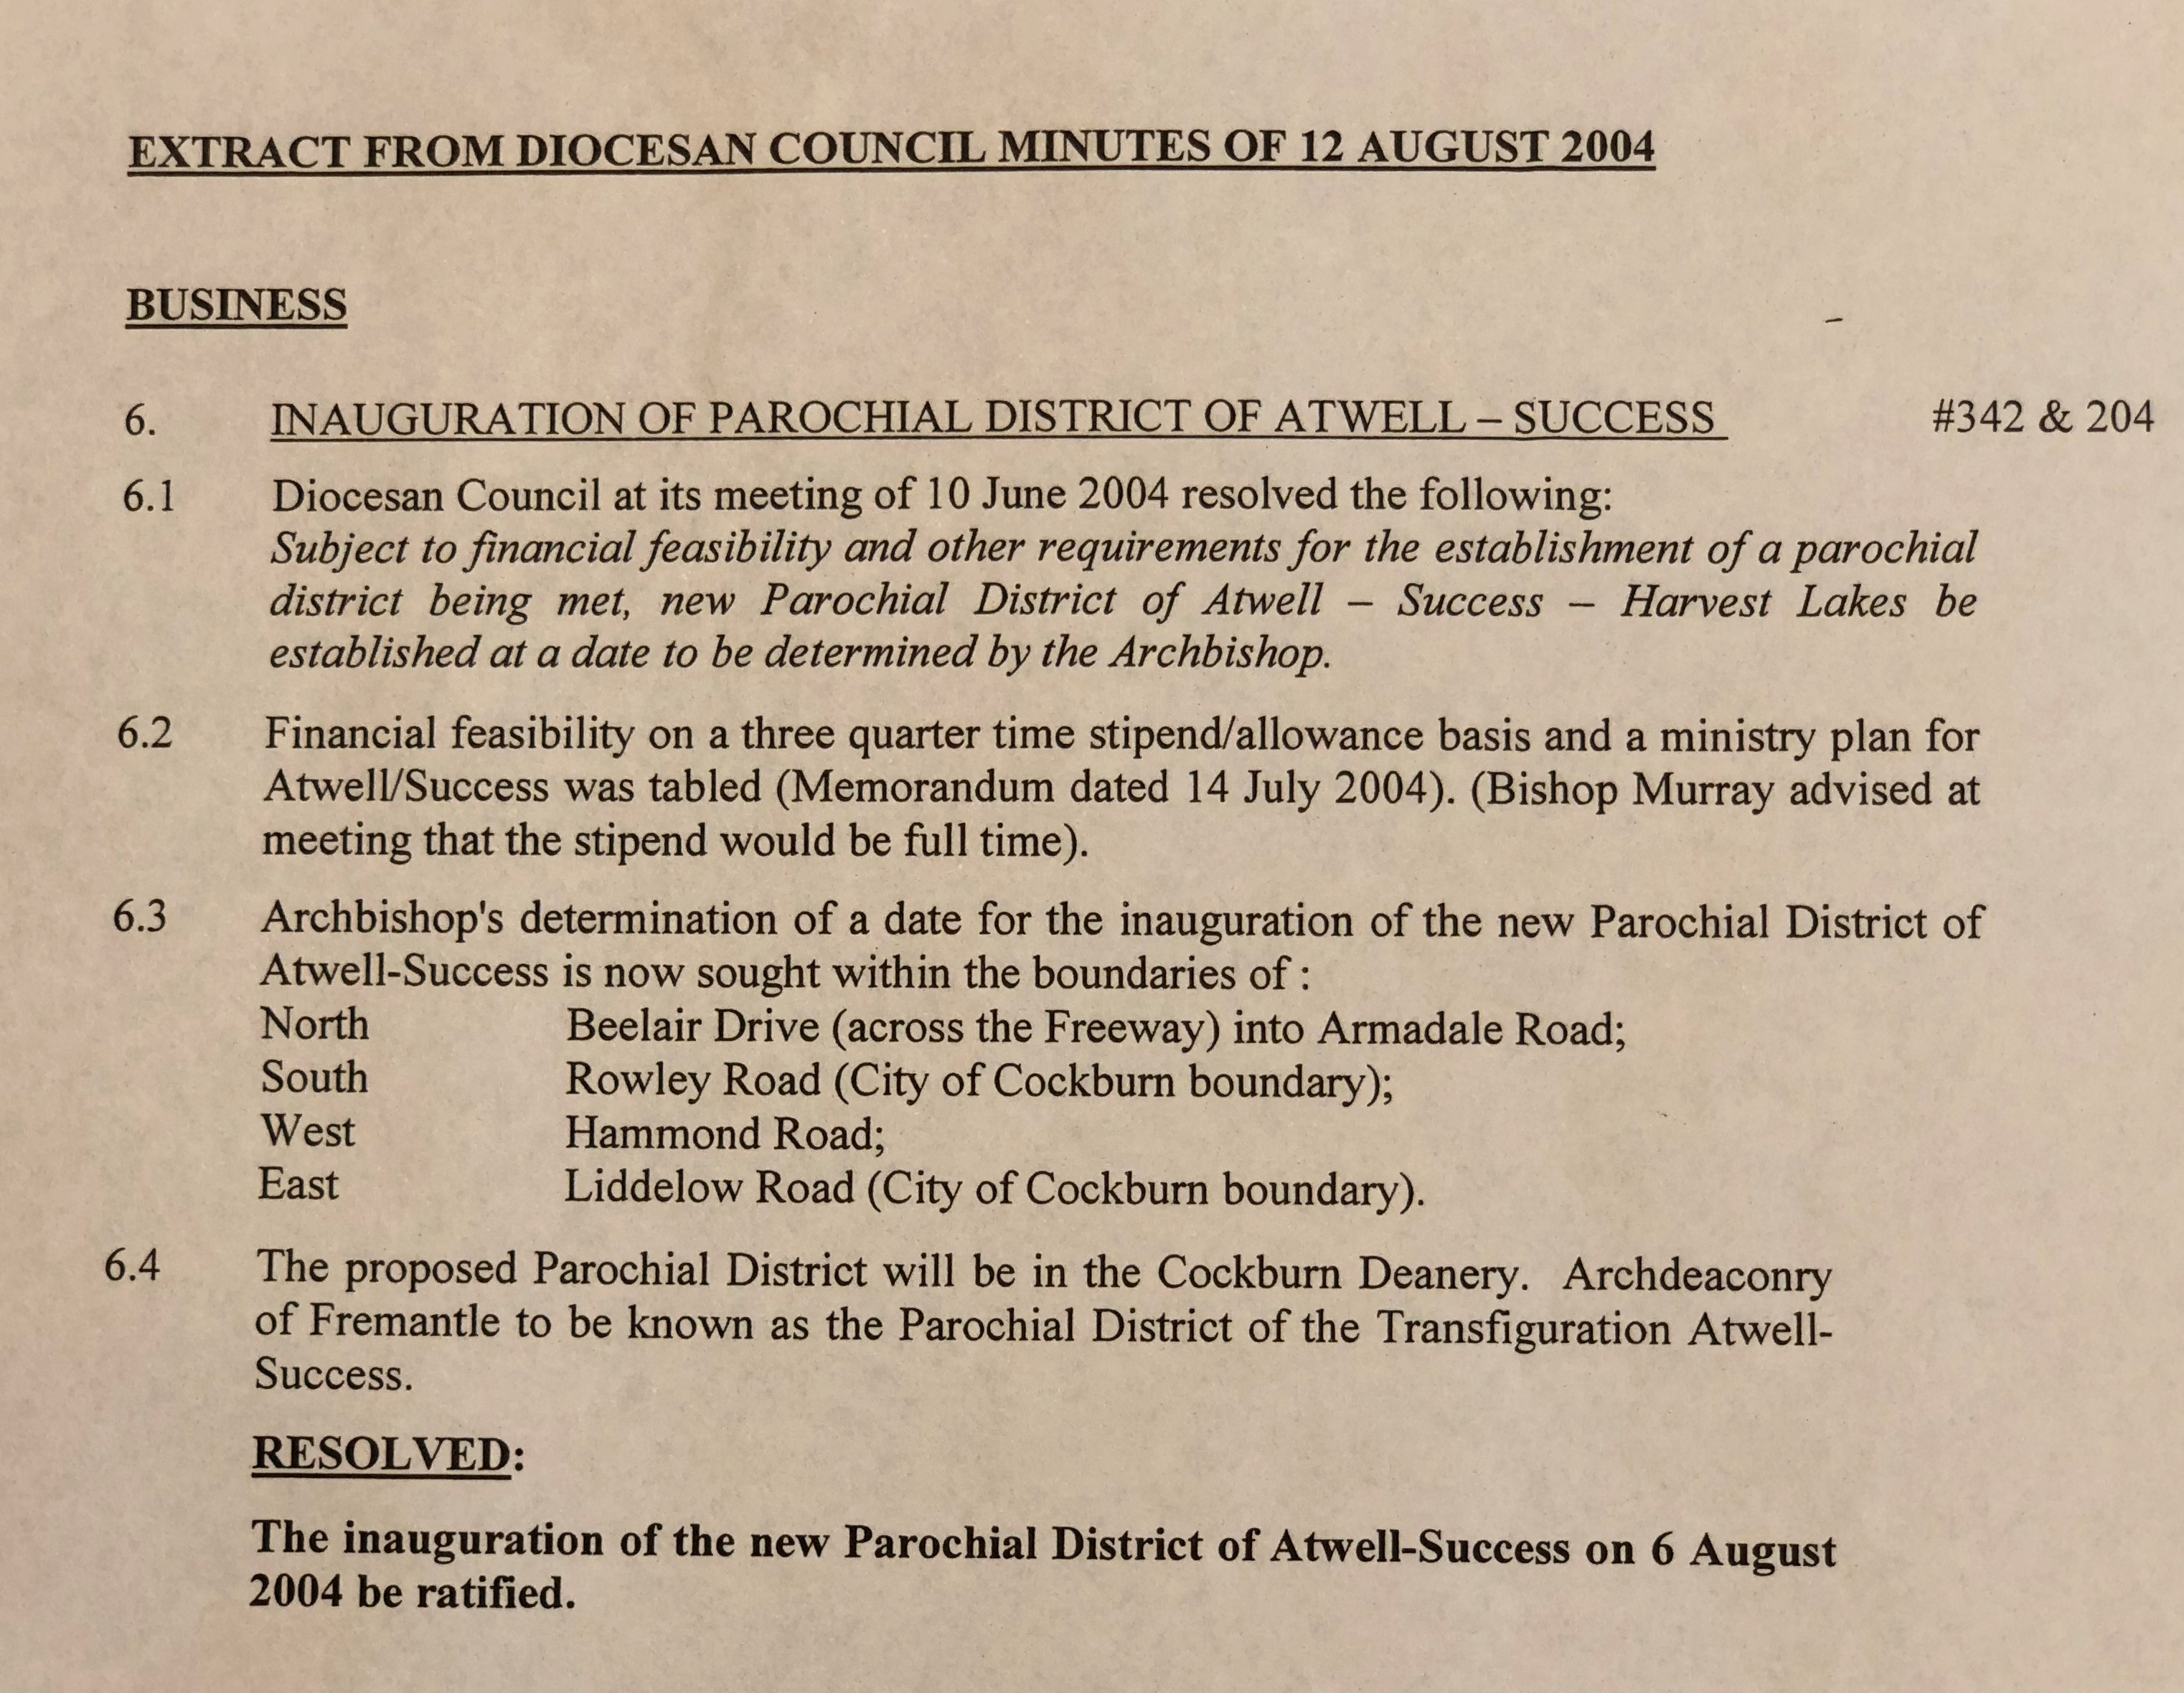 EXTRACT FROM DIOCESAN COUNCIL MINUTES OF 12 AUGUST 2004
BUSINESS
6. INAUGURATION OF PAROCHIAL DISTRICT OF ATWELL – SUCCESS #342 & 204
6.1 Diocesan Council at its meeting of 10 June 2004 resolved the following:
Subject to financial feasibility and other requirements for the establishment of a parochial
district being met, new Parochial District of Atwell – Success – Harvest Lakes be
established at a date to be determined by the Archbishop.
6.2 Financial feasibility on a three quarter time stipend/allowance basis and a ministry plan for
Atwell/Success was tabled (Memorandum dated 14 July 2004). (Bishop Murray advised at
meeting that the stipend would be full time).
6.3 Archbishop's determination of a date for the inauguration of the new Parochial District of
Atwell-Success is now sought within the boundaries of :
North Beelair Drive (across the Freeway) into Armadale Road;
South Rowley Road (City of Cockburn boundary);
West Hammond Road;
East Liddelow Road (City of Cockburn boundary).
6.4 The proposed Parochial District will be in the Cockburn Deanery. Archdeaconry
of Fremantle to be known as the Parochial District of the Transfiguration Atwell-
Success.
RESOLVED:
The inauguration of the new Parochial District of Atwell-Success on 6 August
2004 be ratified.